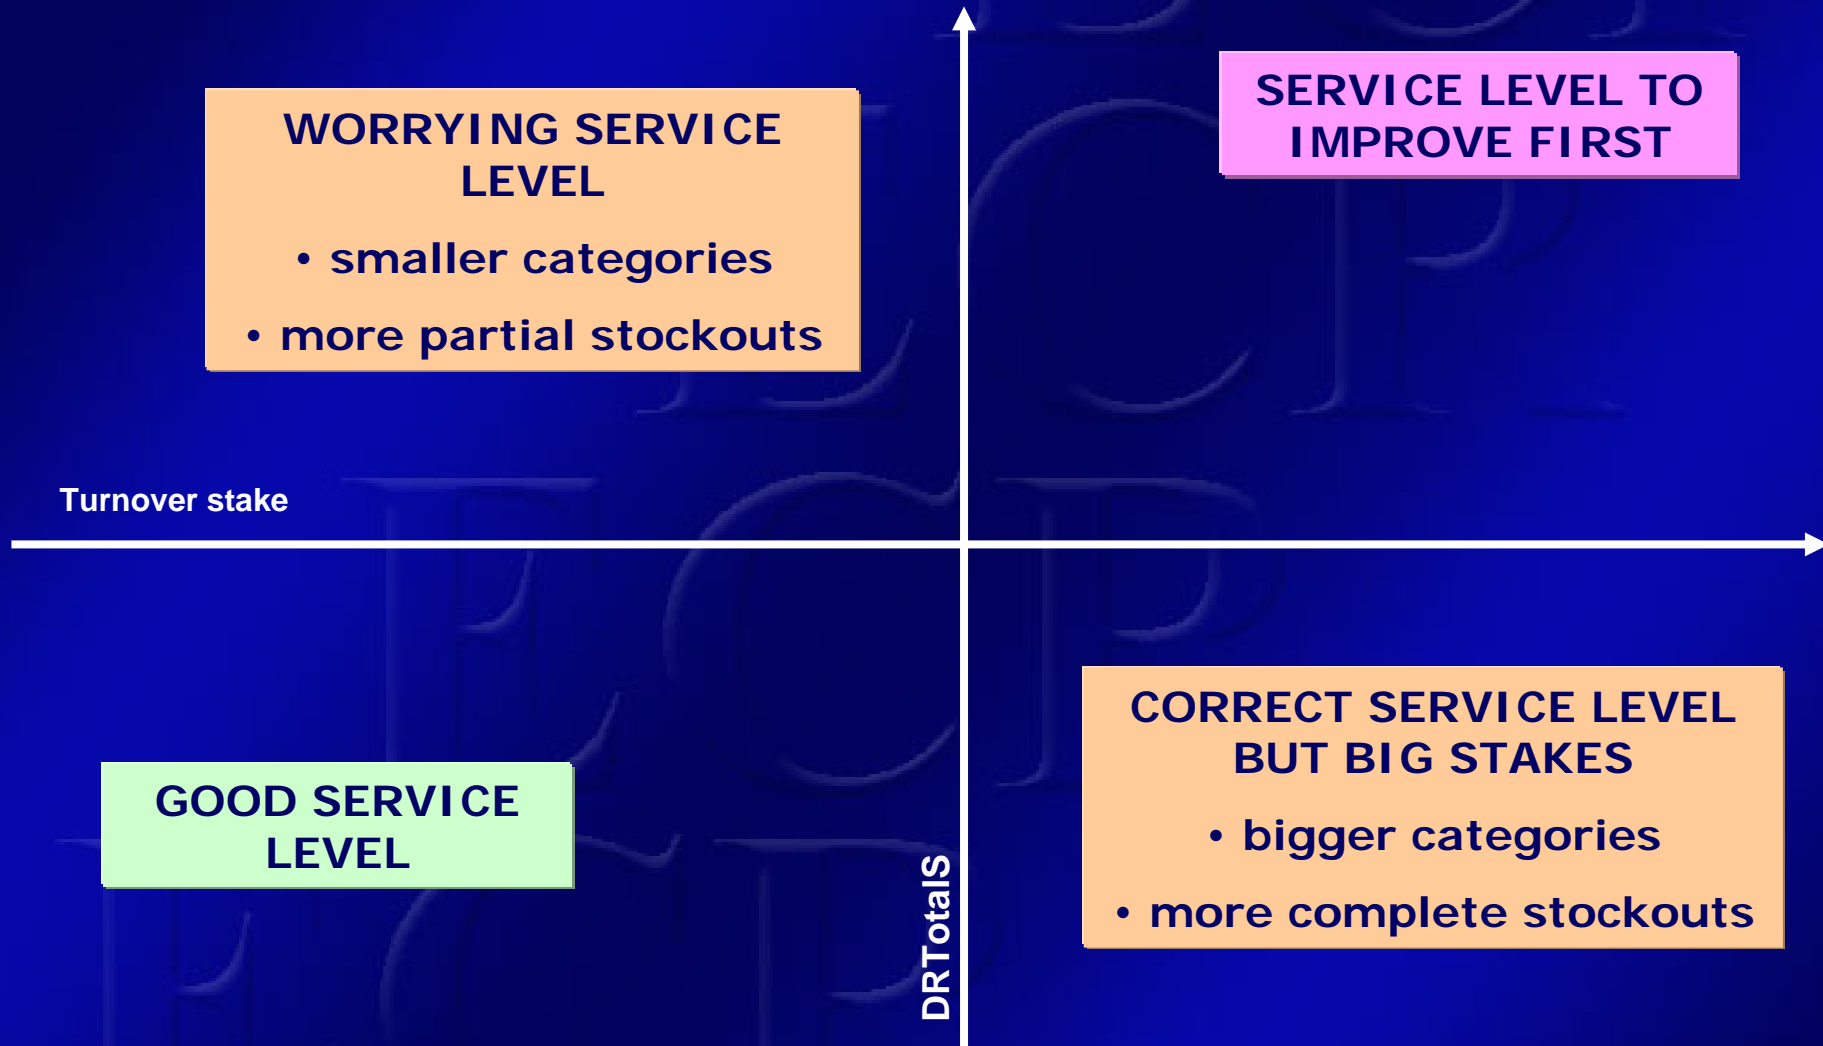 WORRYING SERVICE
LEVEL
• smaller categories
• more partial stockouts
SERVICE LEVEL TO
IMPROVE FIRST
Turnover stake
GOOD SERVICE
LEVEL
DRTotalS
CORRECT SERVICE LEVEL
BUT BIG STAKES
• bigger categories
• more complete stockouts